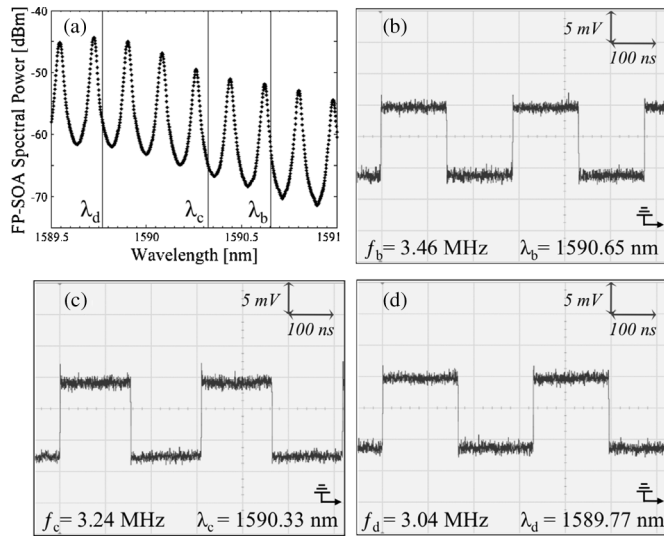 (a)
FP-SOA Spectral Power [dBm]
-40
-50
-60
-70
λd
λc
λb
1589.5
1590
1590.5
1591
Wavelength [nm]
(b)
5 mV
100 ns
fb= 3.46 MHz
λb= 1590.65 nm
(c)
5 mV
100 ns
fc= 3.24 MHz
λc= 1590.33 nm
(d)
5 mV
100 ns
fd= 3.04 MHz
λd= 1589.77 nm